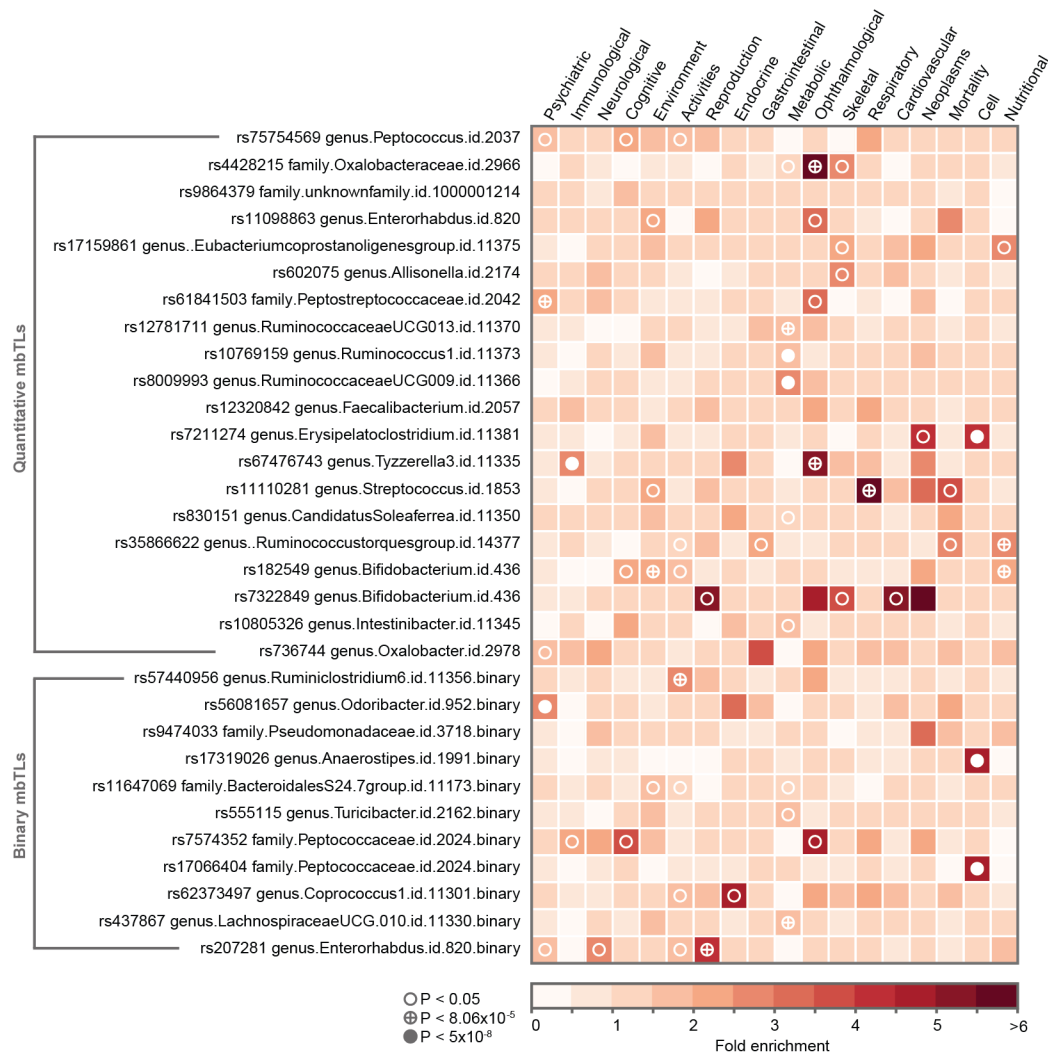 Psychiatric
Immunological
Neurological
Cognitive
Environment
Activities
Reproduction
Endocrine
Gastrointestinal
Metabolic
Ophthalmological
Skeletal
Respiratory
Cardiovascular
Neoplasms
Mortality
Cell
Nutritional
Quantitative mbTLs
rs75754569 genus.Peptococcus.id.2037
rs4428215 family.Oxalobacteraceae.id.2966
rs9864379 family.unknownfamily.id.1000001214
rs11098863 genus.Enterorhabdus.id.820
rs17159861 genus..Eubacteriumcoprostanoligenesgroup.id.11375
rs602075 genus.Allisonella.id.2174
rs61841503 family.Peptostreptococcaceae.id.2042
rs12781711 genus.RuminococcaceaeUCG013.id.11370
rs10769159 genus.Ruminococcus1.id.11373
rs8009993 genus.RuminococcaceaeUCG009.id.11366
rs12320842 genus.Faecalibacterium.id.2057
rs7211274 genus.Erysipelatoclostridium.id.11381
rs67476743 genus.Tyzzerella3.id.11335
rs11110281 genus.Streptococcus.id.1853
rs830151 genus.CandidatusSoleaferrea.id.11350
rs35866622 genus..Ruminococcustorquesgroup.id.14377
rs182549 genus.Bifidobacterium.id.436
rs7322849 genus.Bifidobacterium.id.436
rs10805326 genus.Intestinibacter.id.11345
rs736744 genus.Oxalobacter.id.2978
Binary mbTLs
rs57440956 genus.Ruminiclostridium6.id.11356.binary
rs56081657 genus.Odoribacter.id.952.binary
rs9474033 family.Pseudomonadaceae.id.3718.binary
rs17319026 genus.Anaerostipes.id.1991.binary
rs11647069 family.BacteroidalesS24.7group.id.11173.binary
rs555115 genus.Turicibacter.id.2162.binary
rs7574352 family.Peptococcaceae.id.2024.binary
rs17066404 family.Peptococcaceae.id.2024.binary
rs62373497 genus.Coprococcus1.id.11301.binary
rs437867 genus.LachnospiraceaeUCG.010.id.11330.binary
rs207281 genus.Enterorhabdus.id.820.binary
P < 0.05
P < 8.06x10⁻⁵
P < 5x10⁻⁸
0 1 2 3 4 5 >6
Fold enrichment